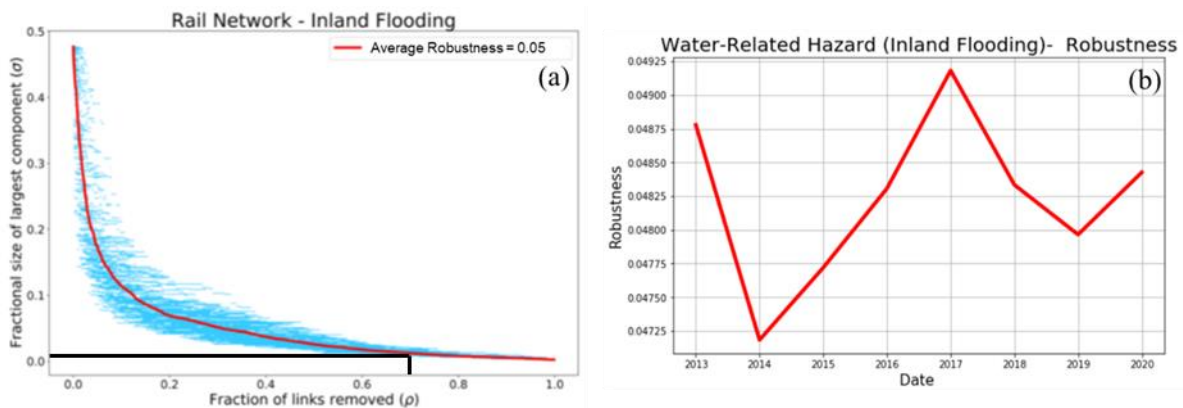 Rail Network - Inland Flooding
Average Robustness = 0.05
(a)
Fractional size of largest component (σ)
0.5
0.4
0.3
0.2
0.1
0.0
0.0 0.2 0.4 0.6 0.8 1.0
Fraction of links removed (ρ)
Water-Related Hazard (Inland Flooding)- Robustness
(b)
Robustness
0.04925
0.04900
0.04875
0.04850
0.04825
0.04800
0.04775
0.04750
0.04725
2013 2014 2015 2016 2017 2018 2019 2020
Date